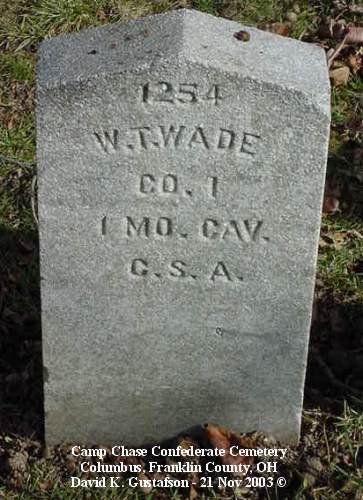 1254
W.T.WADE
CO. I
1 MO. CAV.
C.S.A.
Camp Chase Confederate Cemetery
Columbus, Franklin County, OH
David K. Gustafson - 21 Nov 2003 ©